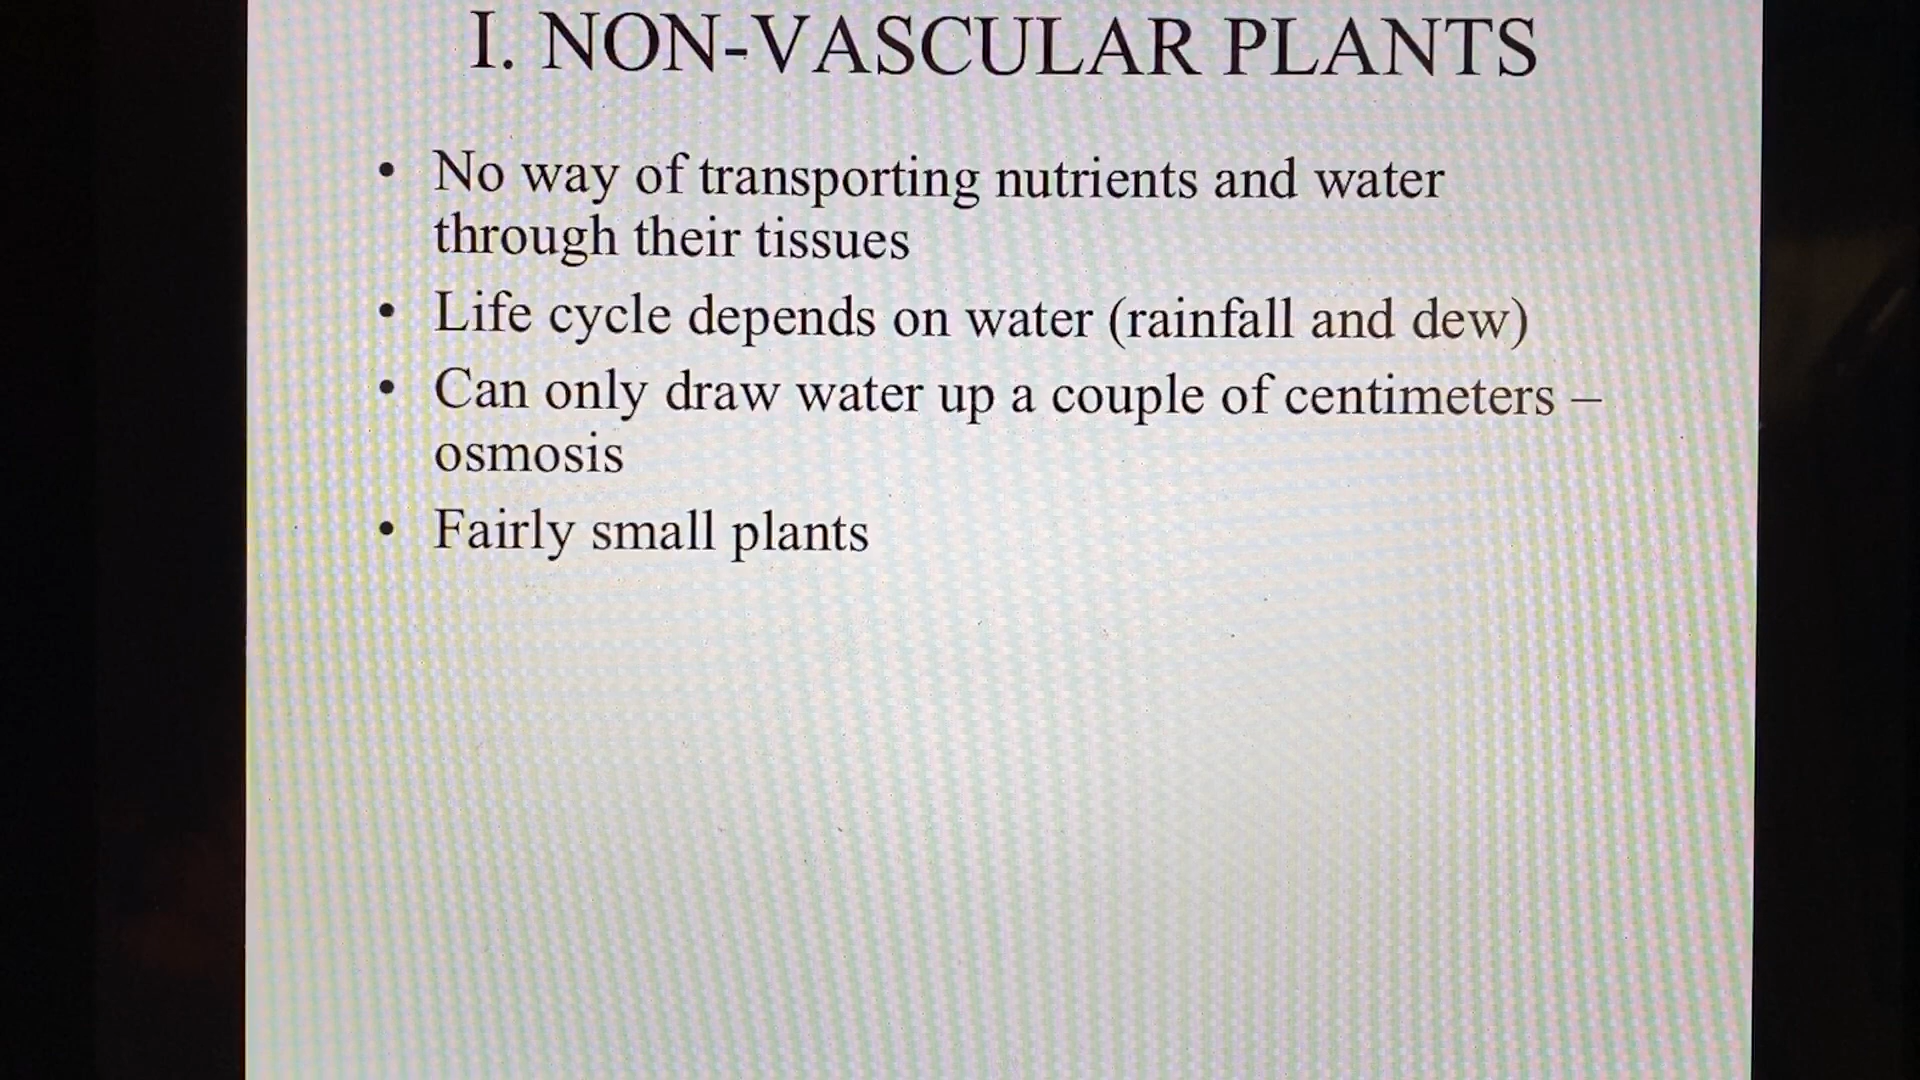 I. NON-VASCULAR PLANTS
• No way of transporting nutrients and water
through their tissues
• Life cycle depends on water (rainfall and dew)
• Can only draw water up a couple of centimeters –
osmosis
• Fairly small plants